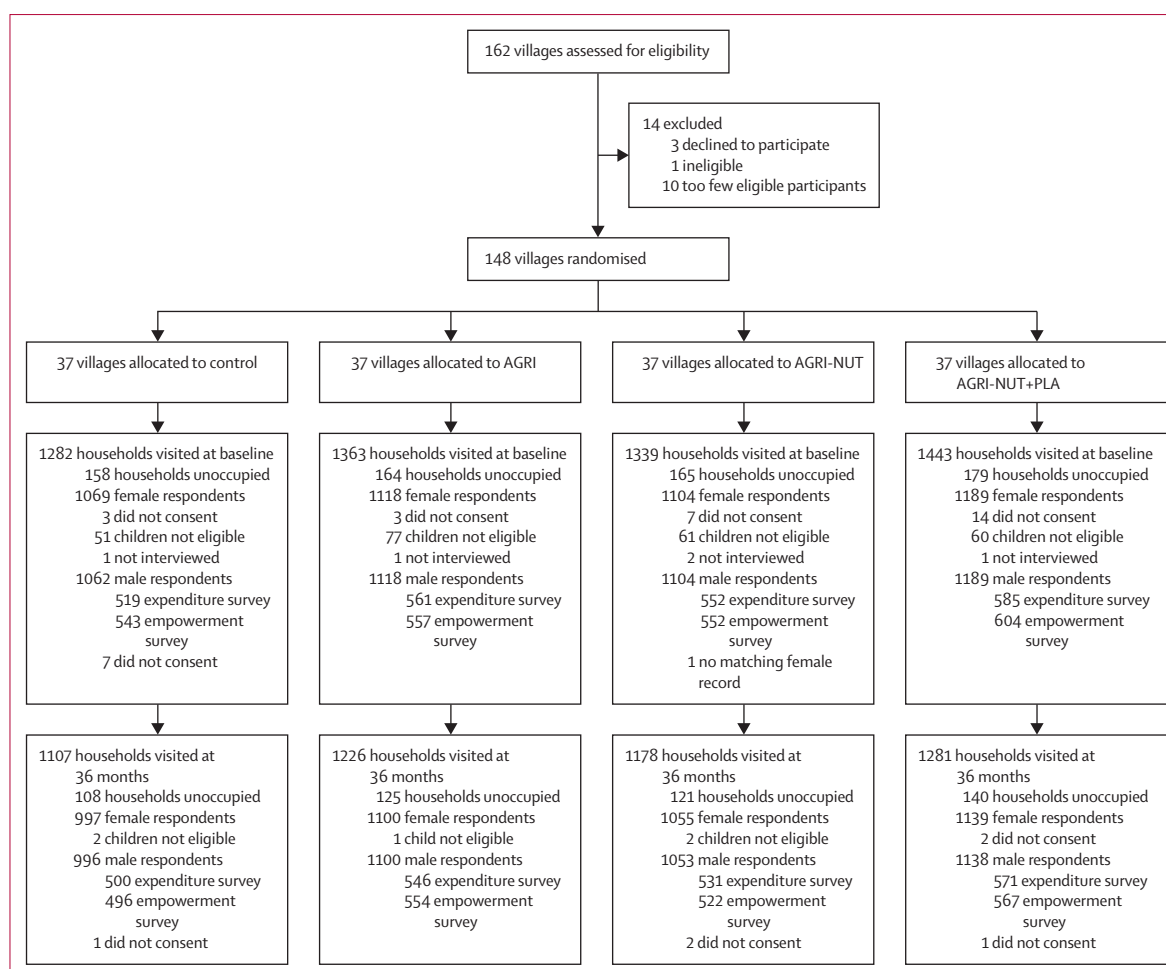 162 villages assessed for eligibility
14 excluded
3 declined to participate
1 ineligible
10 too few eligible participants
148 villages randomised
37 villages allocated to control
37 villages allocated to AGRI
37 villages allocated to AGRI-NUT
37 villages allocated to
AGRI-NUT+PLA
1282 households visited at baseline
158 households unoccupied
1069 female respondents
3 did not consent
51 children not eligible
1 not interviewed
1062 male respondents
519 expenditure survey
543 empowerment
survey
7 did not consent
1363 households visited at baseline
164 households unoccupied
1118 female respondents
3 did not consent
77 children not eligible
1 not interviewed
1118 male respondents
561 expenditure survey
557 empowerment
survey
1339 households visited at baseline
165 households unoccupied
1104 female respondents
7 did not consent
61 children not eligible
2 not interviewed
1104 male respondents
552 expenditure survey
552 empowerment
survey
1 no matching female
record
1443 households visited at baseline
179 households unoccupied
1189 female respondents
14 did not consent
60 children not eligible
1 not interviewed
1189 male respondents
585 expenditure survey
604 empowerment
survey
1107 households visited at
36 months
108 households unoccupied
997 female respondents
2 children not eligible
996 male respondents
500 expenditure survey
496 empowerment
survey
1 did not consent
1226 households visited at
36 months
125 households unoccupied
1100 female respondents
1 child not eligible
1100 male respondents
546 expenditure survey
554 empowerment
survey
1178 households visited at
36 months
121 households unoccupied
1055 female respondents
2 children not eligible
1053 male respondents
531 expenditure survey
522 empowerment
survey
2 did not consent
1281 households visited at
36 months
140 households unoccupied
1139 female respondents
2 did not consent
1138 male respondents
571 expenditure survey
567 empowerment
survey
1 did not consent